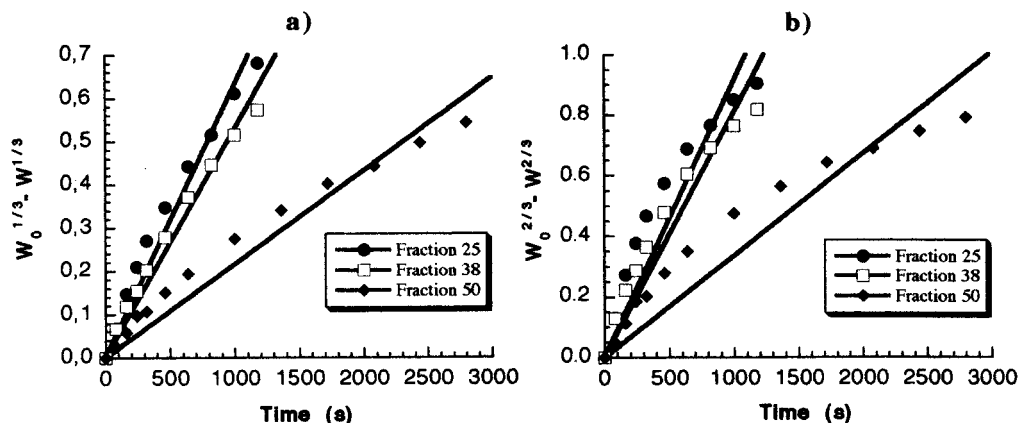 a)
0,7
0,6
0,5
0,4
0,3
0,2
0,1
0,0
W₀^1/3- W^1/3
Fraction 25
Fraction 38
Fraction 50
0 500 1000 1500 2000 2500 3000
Time (s)
b)
1.0
0.8
0.6
0.4
0.2
0.0
W₀^2/3- W^2/3
Fraction 25
Fraction 38
Fraction 50
0 500 1000 1500 2000 2500 3000
Time (s)